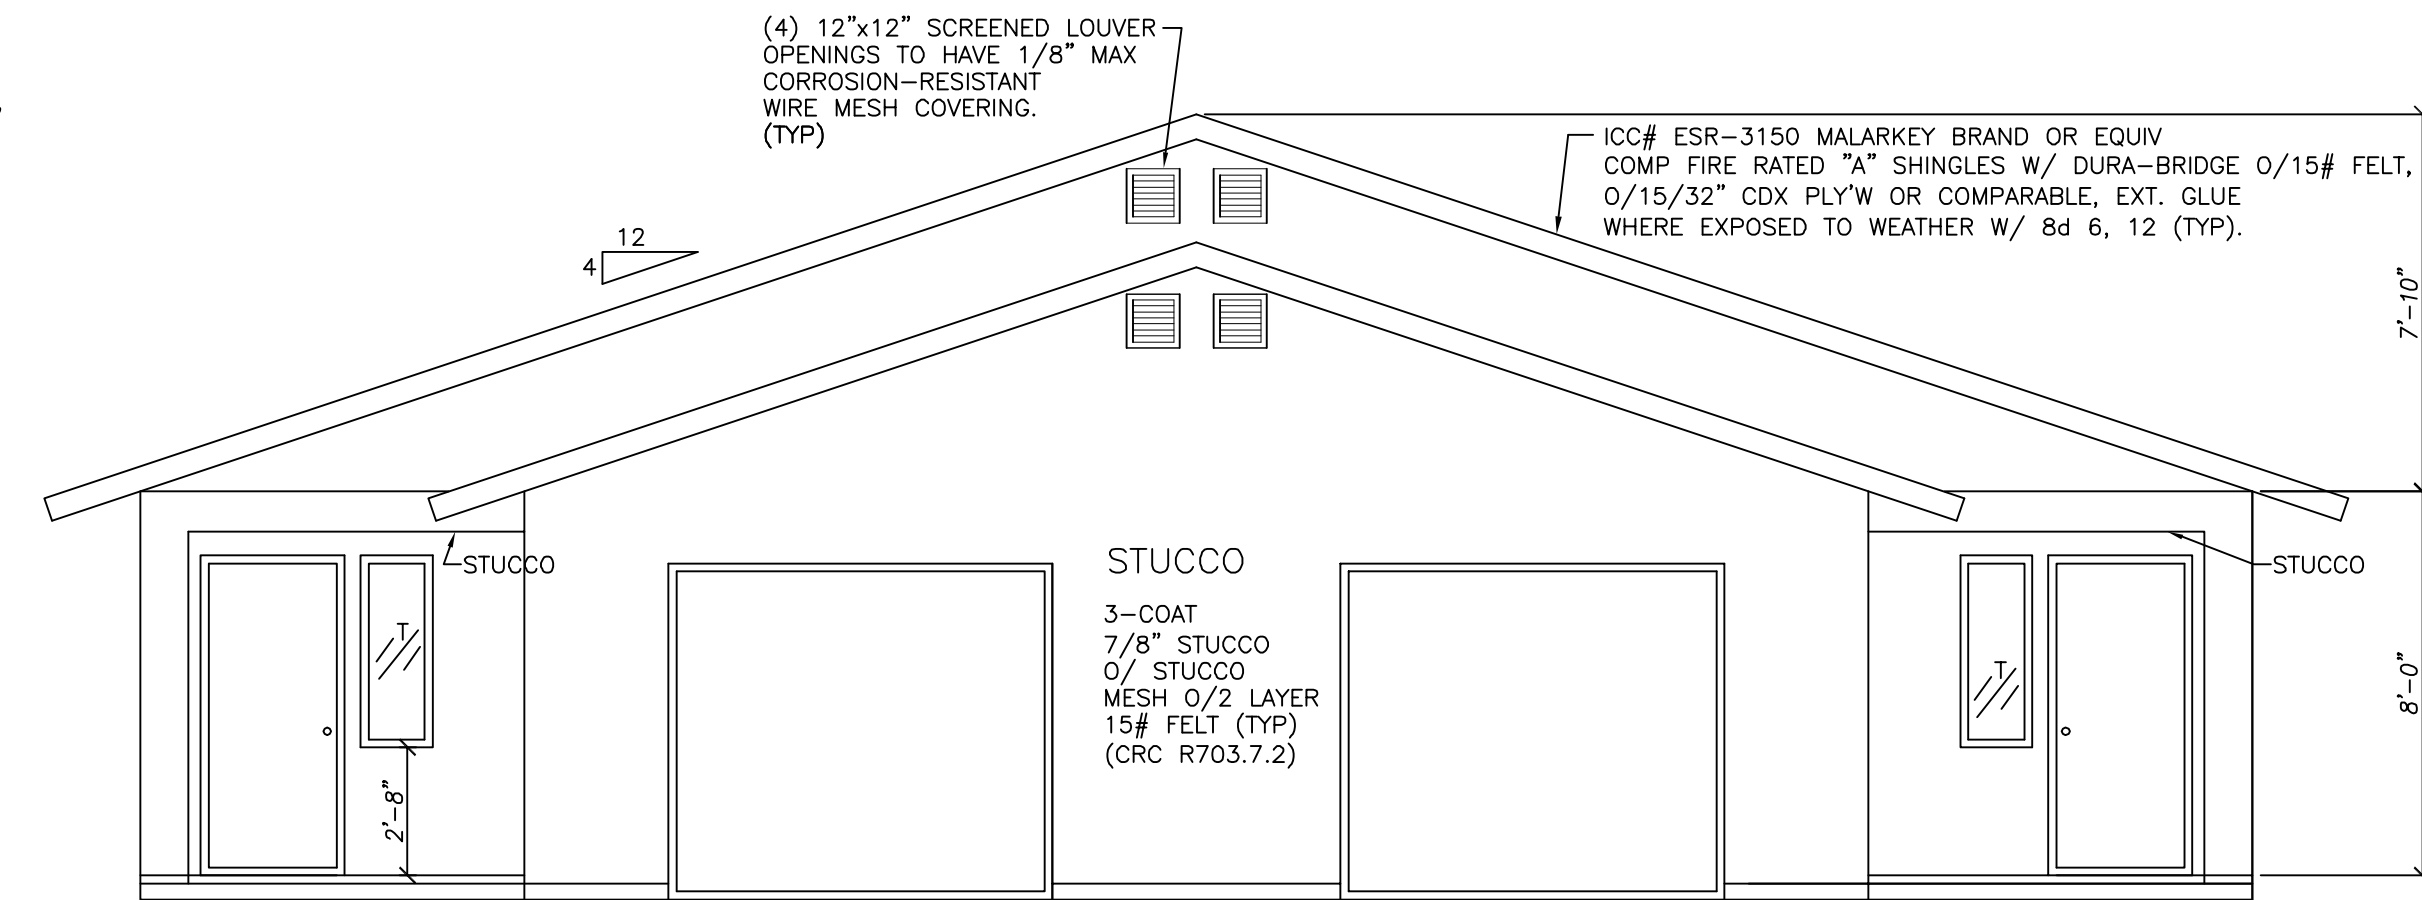 (4) 12"x12" SCREENED LOUVER
OPENINGS TO HAVE 1/8" MAX
CORROSION-RESISTANT
WIRE MESH COVERING.
(TYP)
ICC# ESR-3150 MALARKEY BRAND OR EQUIV
COMP FIRE RATED "A" SHINGLES W/ DURA-BRIDGE O/15# FELT,
O/15/32" CDX PLY'W OR COMPARABLE, EXT. GLUE
WHERE EXPOSED TO WEATHER W/ 8d 6, 12 (TYP).
12
4
7'-10"
STUCCO
STUCCO
3-COAT
7/8" STUCCO
O/ STUCCO
MESH O/2 LAYER
15# FELT (TYP)
(CRC R703.7.2)
STUCCO
T
T
2'-8"
8'-0"